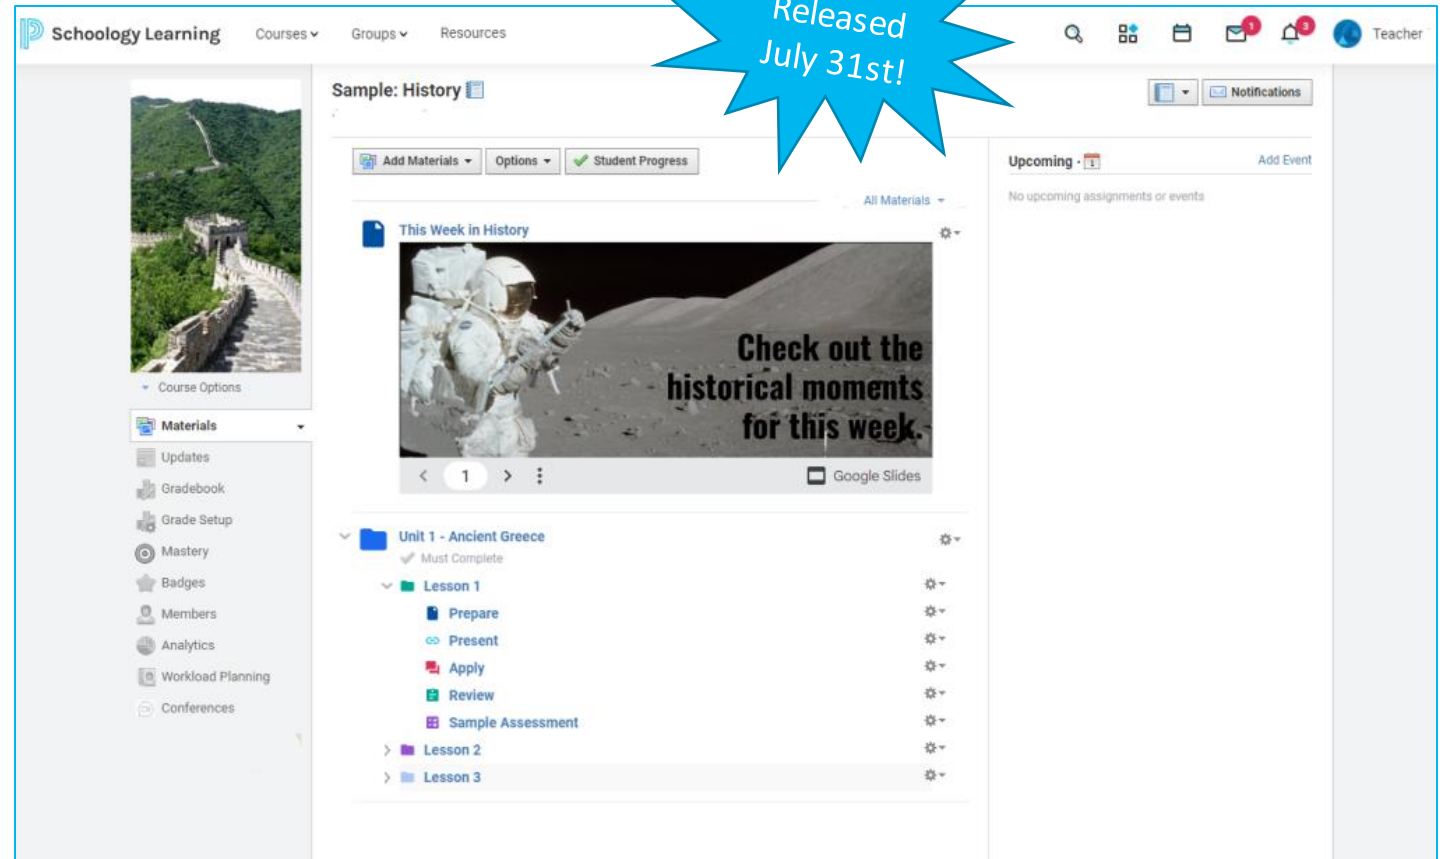 Released
July 31st!
Schoology Learning
Courses
Groups
Resources
1
3
Teacher
Sample: History
Notifications
Add Materials
Options
Student Progress
All Materials
Upcoming ·
Add Event
No upcoming assignments or events
This Week in History
Check out the
historical moments
for this week.
1
Google Slides
Course Options
Materials
Updates
Gradebook
Grade Setup
Mastery
Badges
Members
Analytics
Workload Planning
Conferences
Unit 1 - Ancient Greece
Must Complete
Lesson 1
Prepare
Present
Apply
Review
Sample Assessment
Lesson 2
Lesson 3